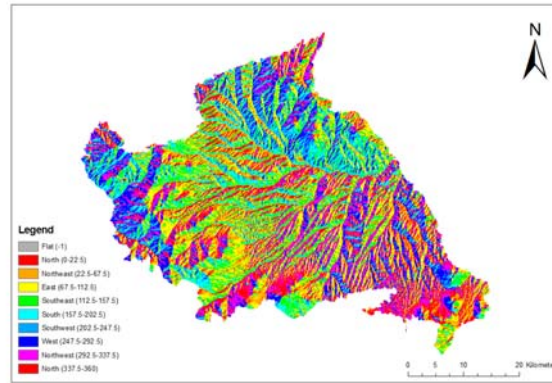 N
Legend
Flat (-1)
North (0-22.5)
Northeast (22.5-67.5)
East (67.5-112.5)
Southeast (112.5-157.5)
South (157.5-202.5)
Southwest (202.5-247.5)
West (247.5-292.5)
Northwest (292.5-337.5)
North (337.5-360)
0 5 10 20 Kilomete